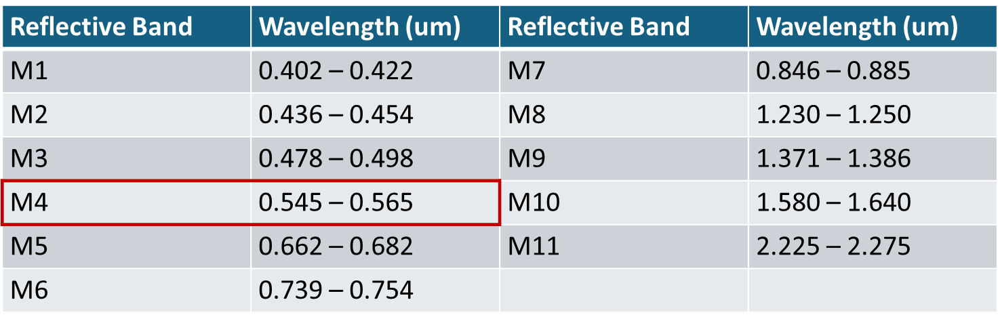 Reflective Band Wavelength (um) Reflective Band Wavelength (um)
M1 0.402 – 0.422 M7 0.846 – 0.885
M2 0.436 – 0.454 M8 1.230 – 1.250
M3 0.478 – 0.498 M9 1.371 – 1.386
M4 0.545 – 0.565 M10 1.580 – 1.640
M5 0.662 – 0.682 M11 2.225 – 2.275
M6 0.739 – 0.754